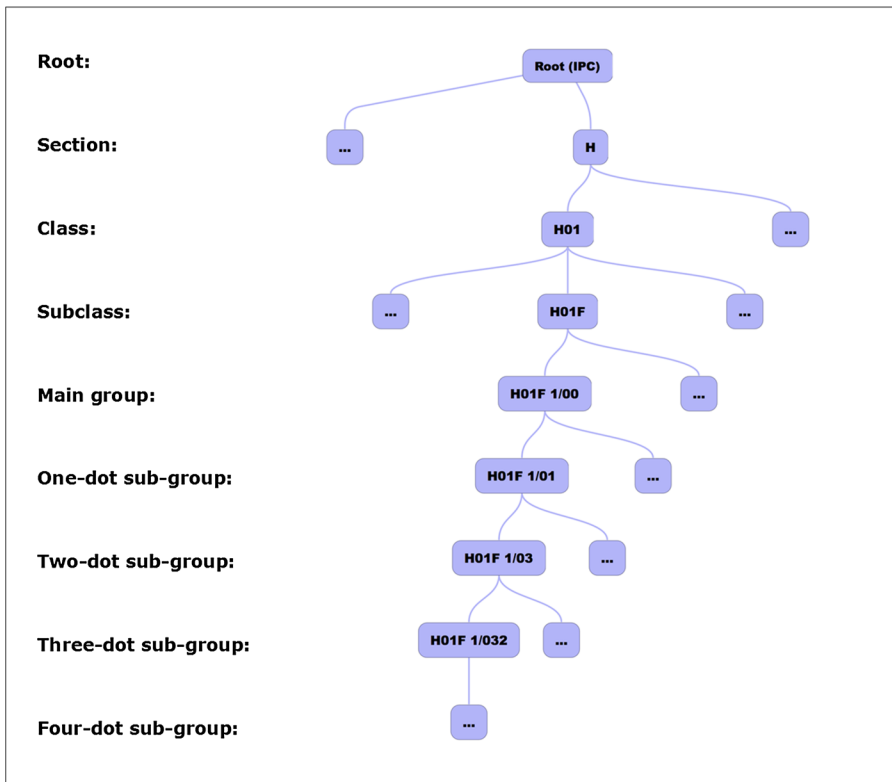 Root:
Root (IPC)
Section:
...
H
Class:
H01
...
Subclass:
...
H01F
...
Main group:
H01F 1/00
...
One-dot sub-group:
H01F 1/01
...
Two-dot sub-group:
H01F 1/03
...
Three-dot sub-group:
H01F 1/032
...
Four-dot sub-group:
...